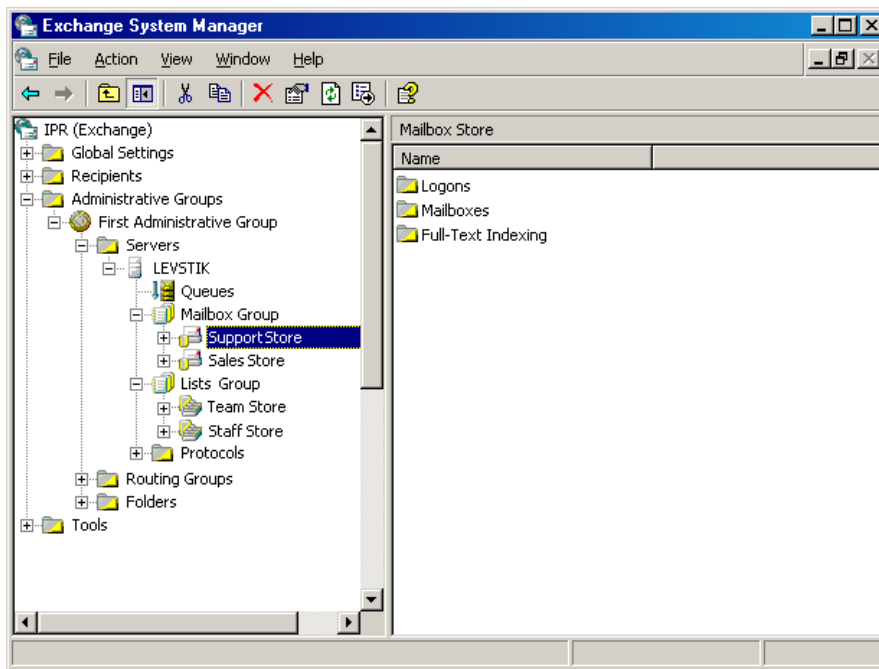 Exchange System Manager
File Action View Window Help
IPR (Exchange)
Global Settings
Recipients
Administrative Groups
First Administrative Group
Servers
LEVSTIK
Queues
Mailbox Group
Support Store
Sales Store
Lists Group
Team Store
Staff Store
Protocols
Routing Groups
Folders
Tools
Mailbox Store
Name
Logons
Mailboxes
Full-Text Indexing